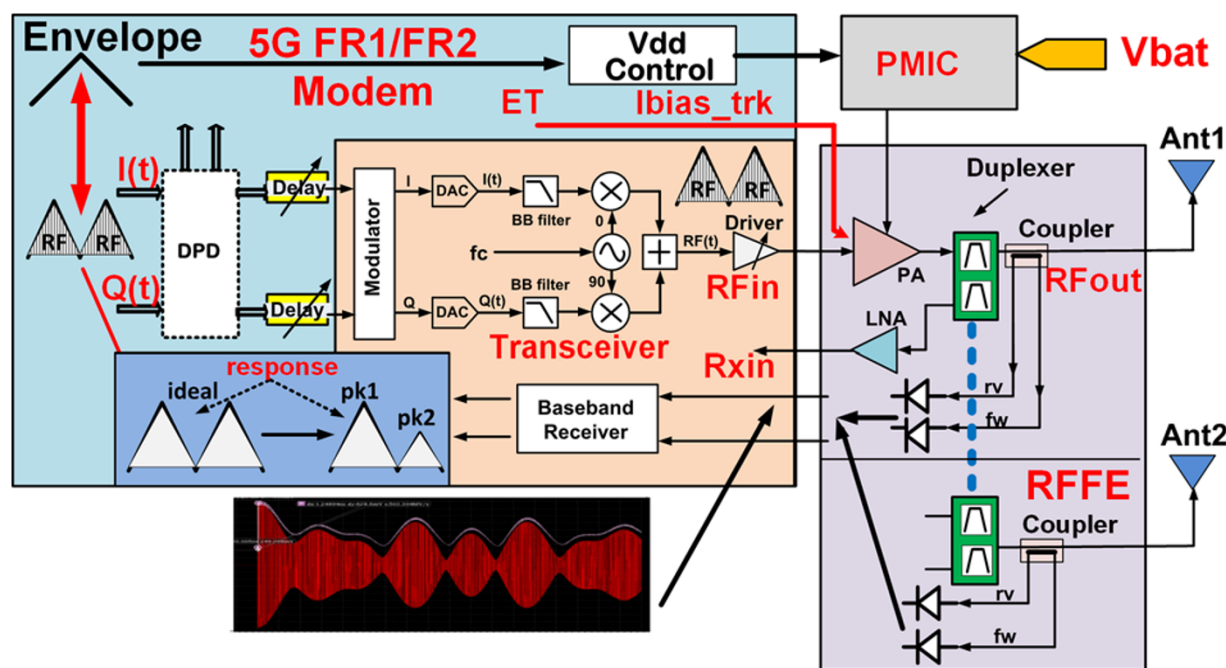 Envelope
5G FR1/FR2
Modem
Vdd
Control
PMIC
Vbat
ET
Ibias_trk
I(t)
RF
RF
Q(t)
DPD
Delay
Delay
Modulator
I
DAC
I(t)
BB filter
0
fc
90
BB filter
Q
DAC
Q(t)
RF(t)
RF
RF
Driver
RFin
Transceiver
PA
Duplexer
Coupler
RFout
Ant1
LNA
Rxin
rv
fw
Baseband
Receiver
response
ideal
pk1
pk2
Ant2
RFFE
Coupler
rv
fw